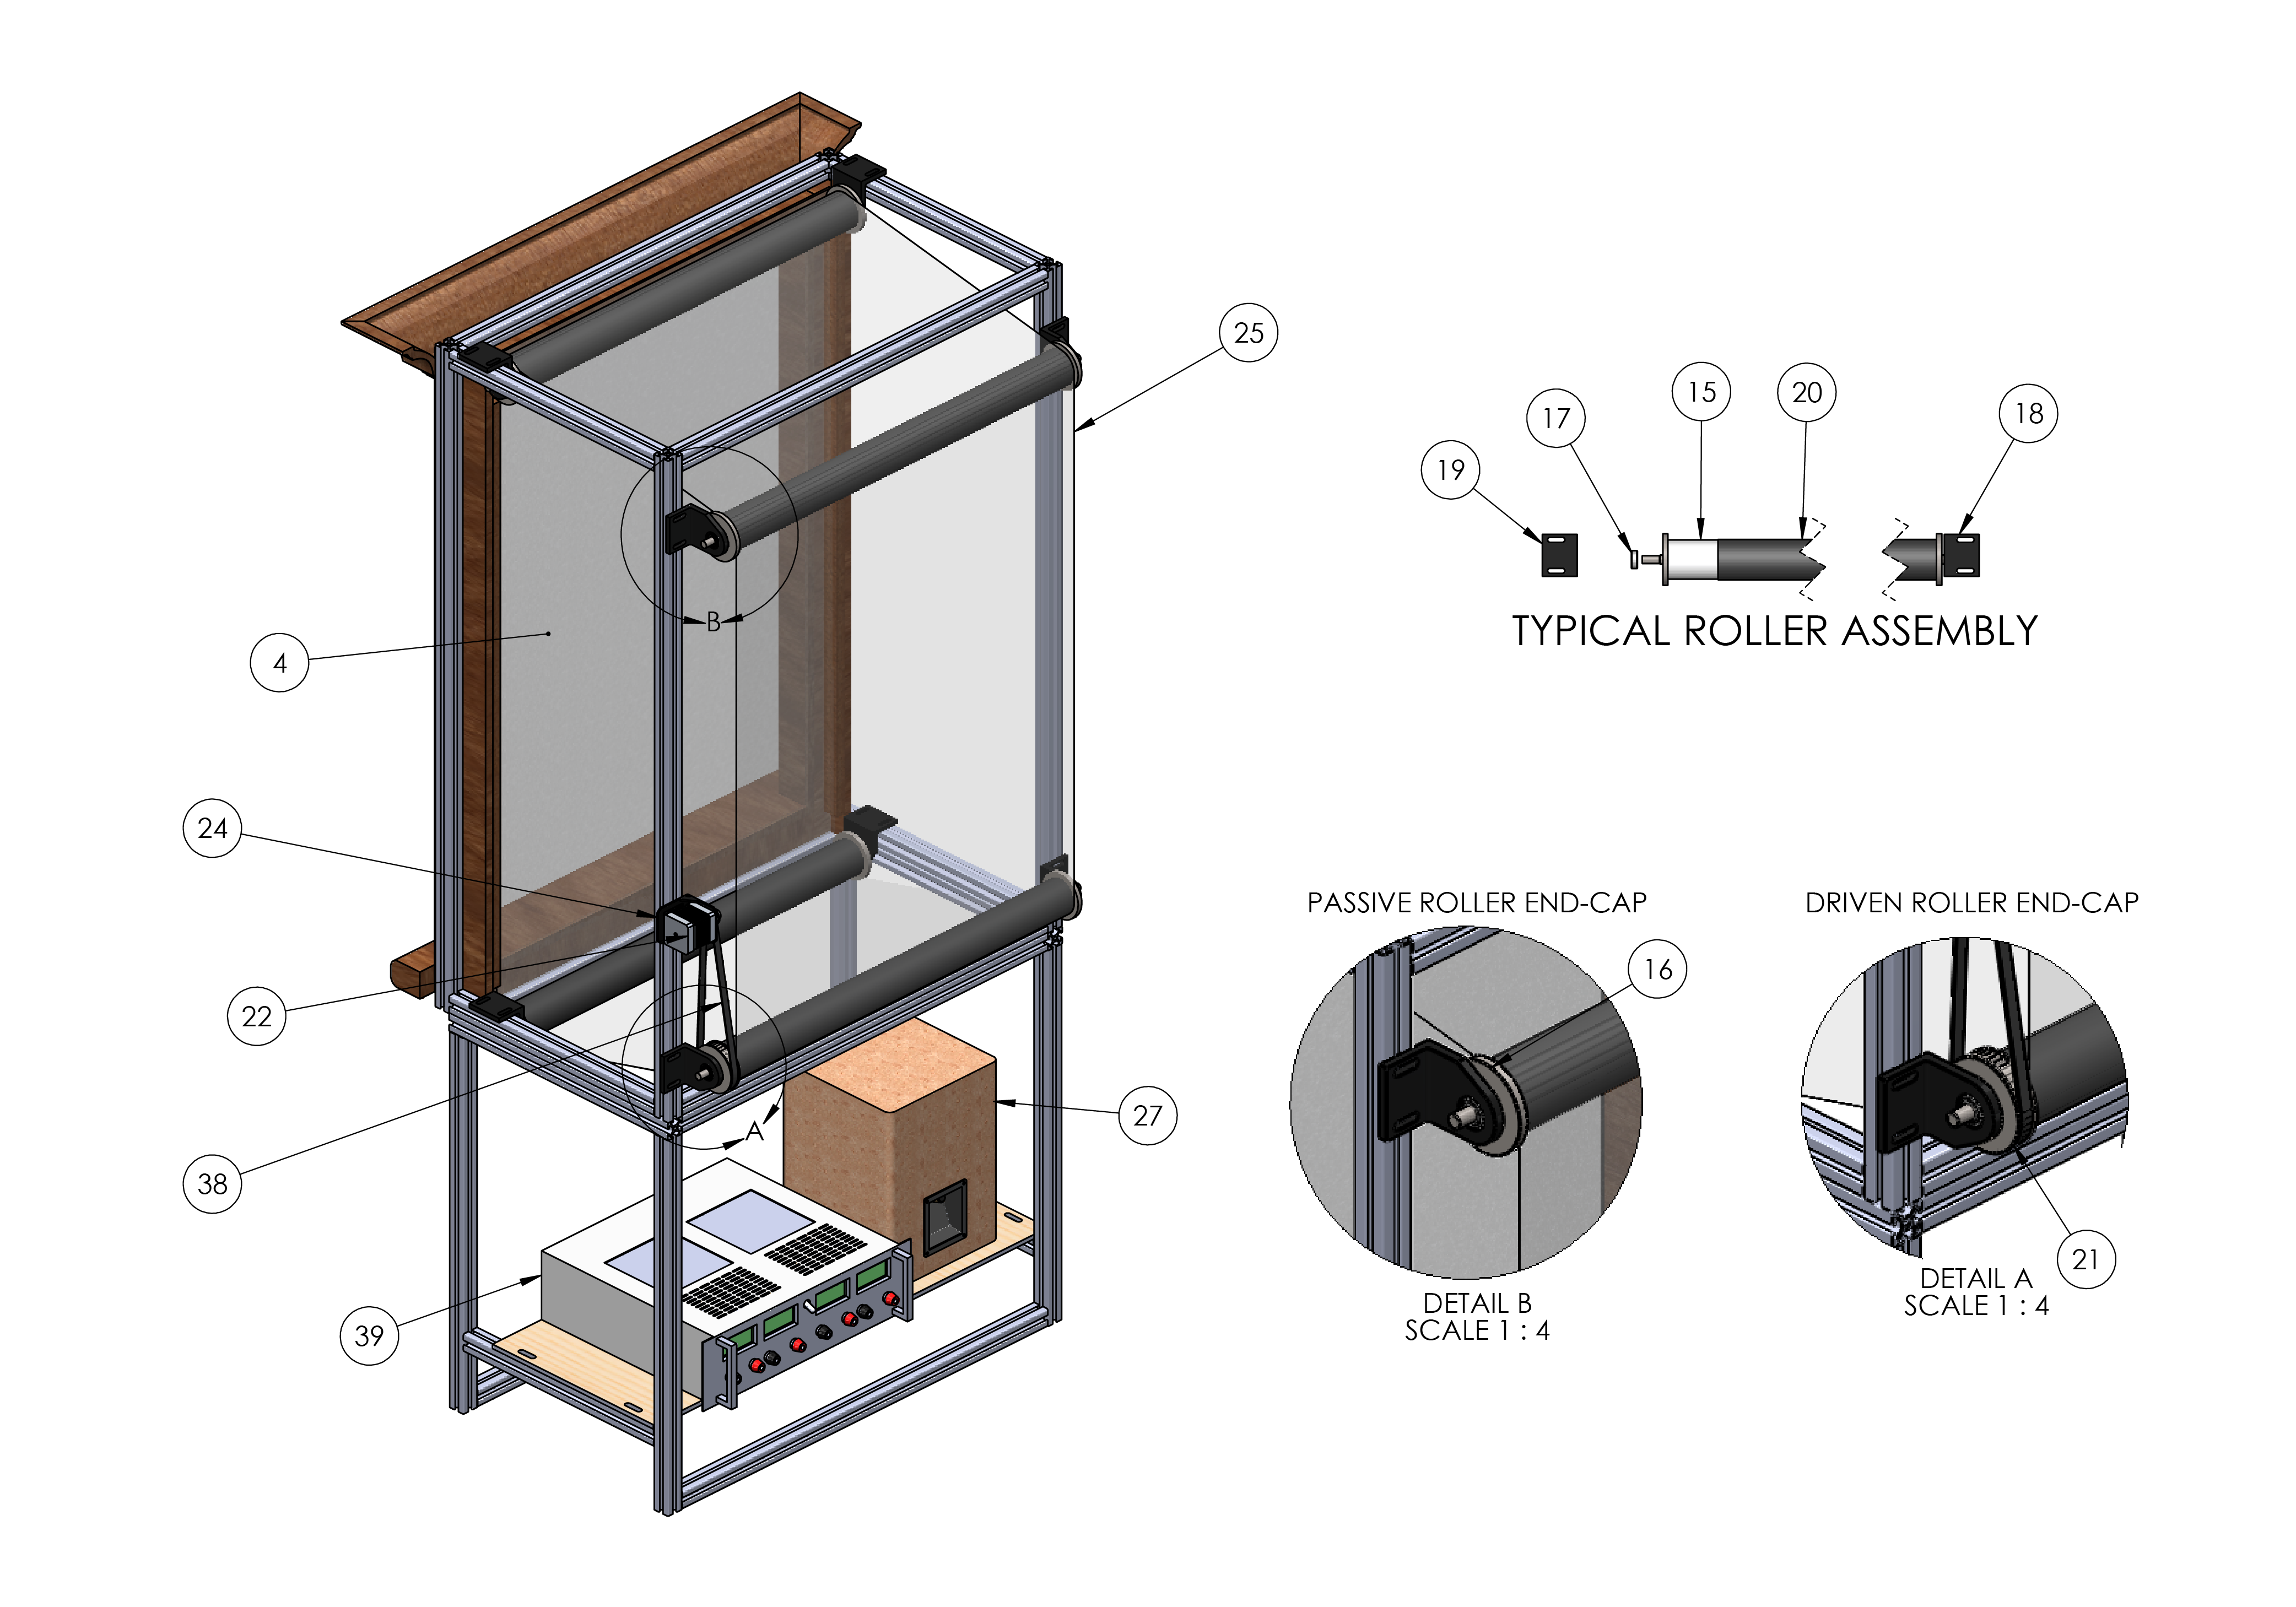 25
4
24
22
38
27
39
B
A
15
20
17
18
19
TYPICAL ROLLER ASSEMBLY
PASSIVE ROLLER END-CAP
16
DETAIL B
SCALE 1 : 4
DRIVEN ROLLER END-CAP
21
DETAIL A
SCALE 1 : 4